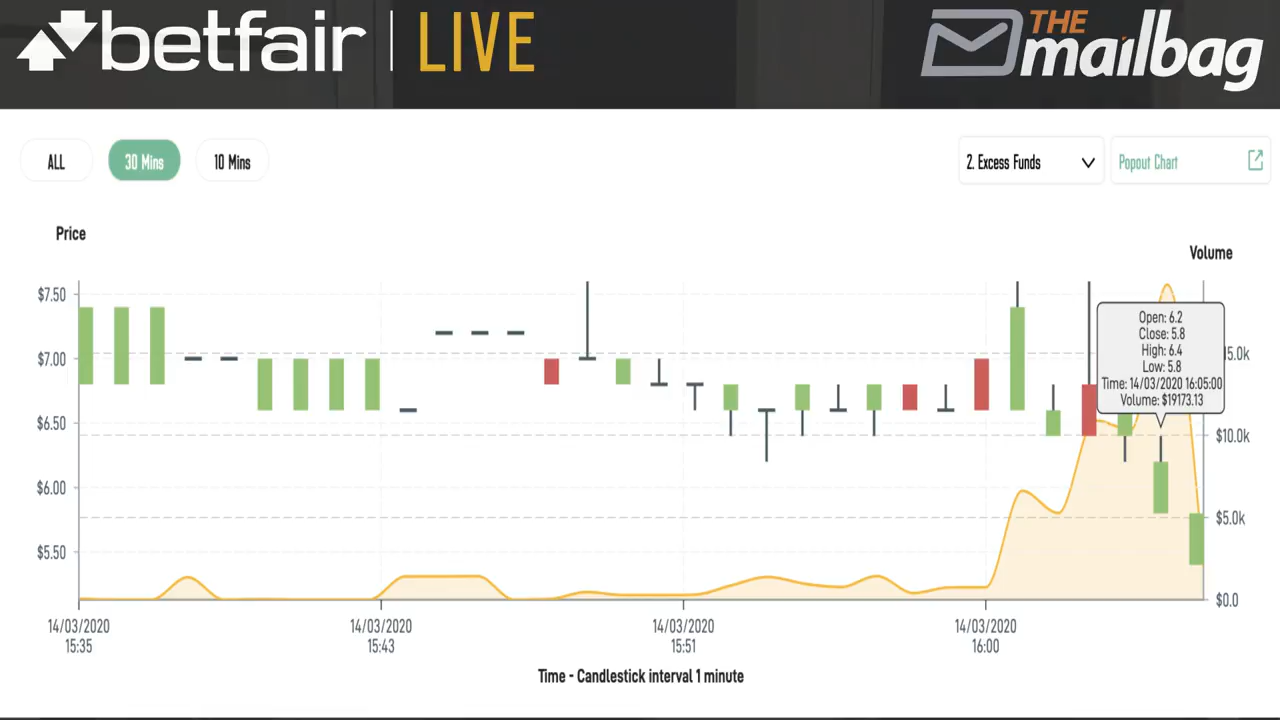 betfair LIVE
THE
mailbag
ALL 30 Mins 10 Mins 2. Excess Funds Popout Chart
Price
Volume
$7.50
$7.00
$6.50
$6.00
$5.50
5.0k
$10.0k
$5.0k
$0.0
Open: 6.2
Close: 5.8
High: 6.4
Low: 5.8
Time: 14/03/2020 16:05:00
Volume: $19173.13
14/03/2020
15:35
14/03/2020
15:43
14/03/2020
15:51
14/03/2020
16:00
Time - Candlestick interval 1 minute